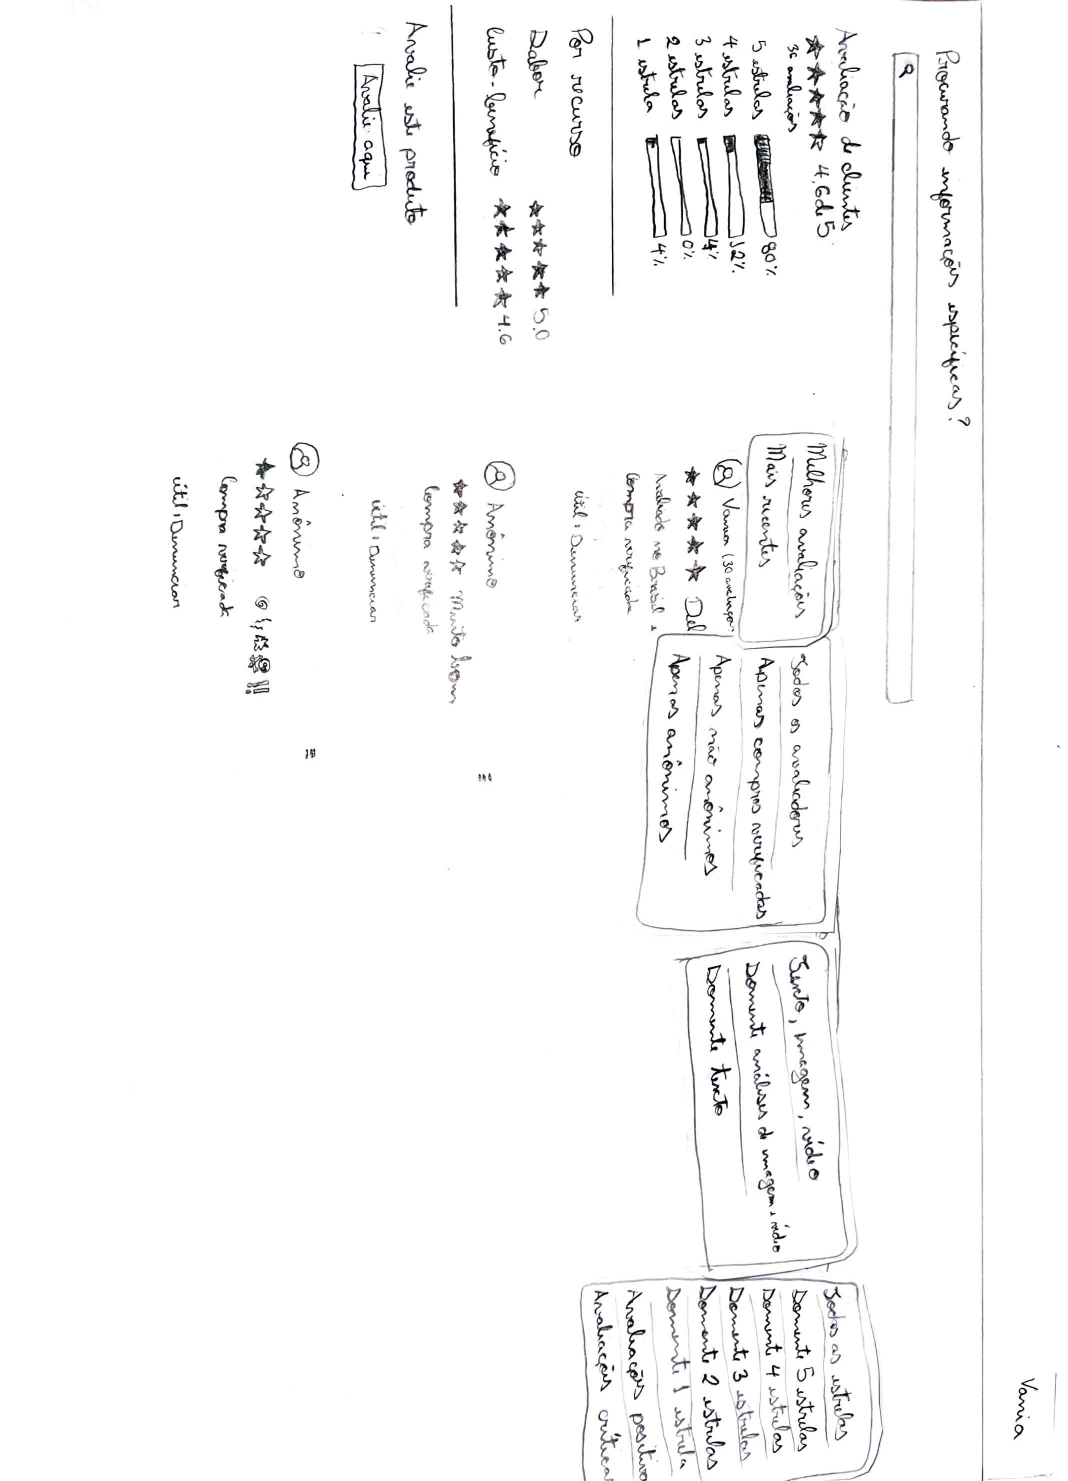 Vania
Procurando informações específicas?
Avaliação de clientes
★★★★★ 4,6 de 5
36 avaliações
5 estrelas 80%
4 estrelas 12%
3 estrelas 4%
2 estrelas 0%
1 estrela 4%
Por recurso
Sabor ★★★★★ 5.0
Custo-benefício ★★★★★ 4.6
Avalie este produto
Avalie aqui
Melhores avaliações
Mais recentes
Todos os avaliadores
Apenas compras verificadas
Apenas não anônimos
Apenas anônimos
Texto, imagem, vídeo
Somente análises de imagem e vídeo
Somente texto
Todas as estrelas
Somente 5 estrelas
Somente 4 estrelas
Somente 3 estrelas
Somente 2 estrelas
Somente 1 estrela
Avaliações positiva
Avaliações crítica
Vania (30 avaliações
★★★★★ Del
Avaliado no Brasil e
compra verificada
útil | Denunciar
Anônimo
★★★★☆ Muito bom
Compra verificada
útil | Denunciar
Anônimo
★☆☆☆☆
Compra verificada
útil | Denunciar